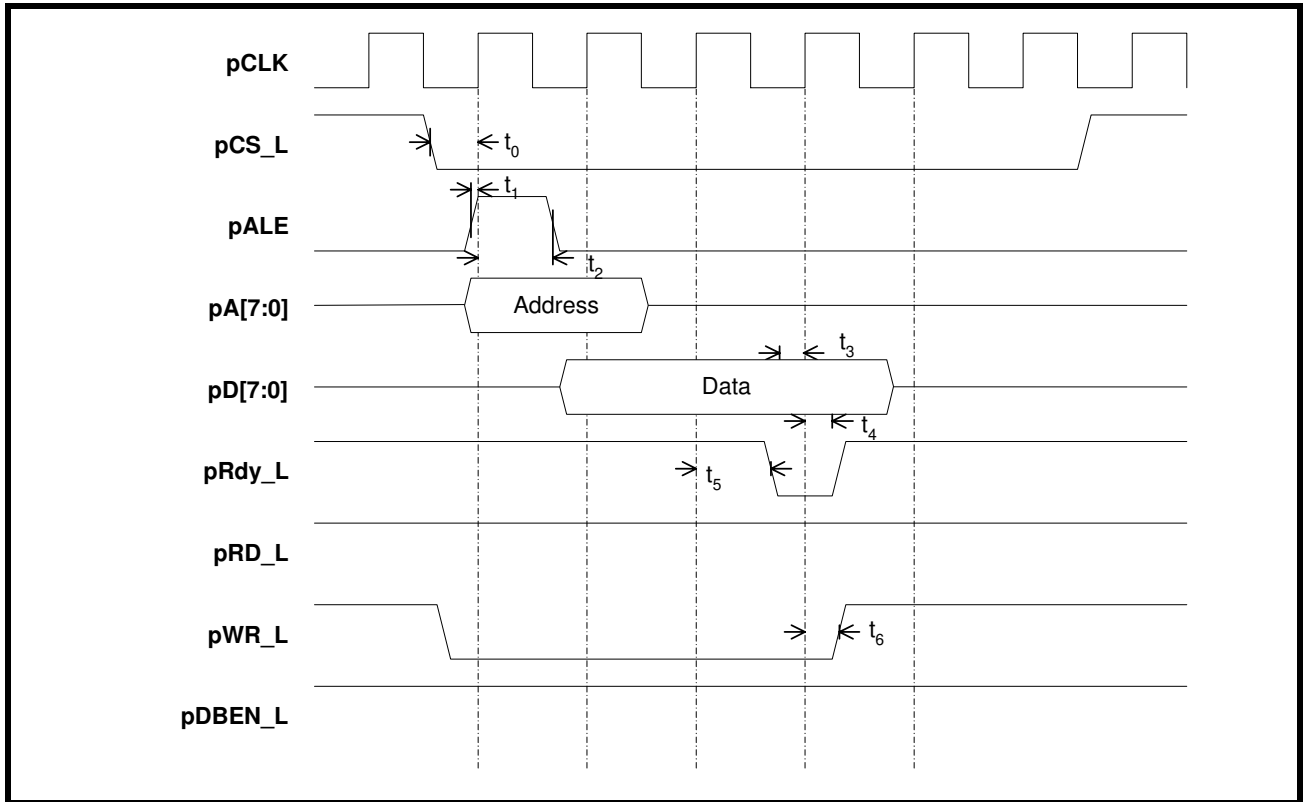 pCLK
pCS_L
t0
t1
pALE
t2
pA[7:0]
Address
t3
pD[7:0]
Data
t4
pRdy_L
t5
pRD_L
pWR_L
t6
pDBEN_L